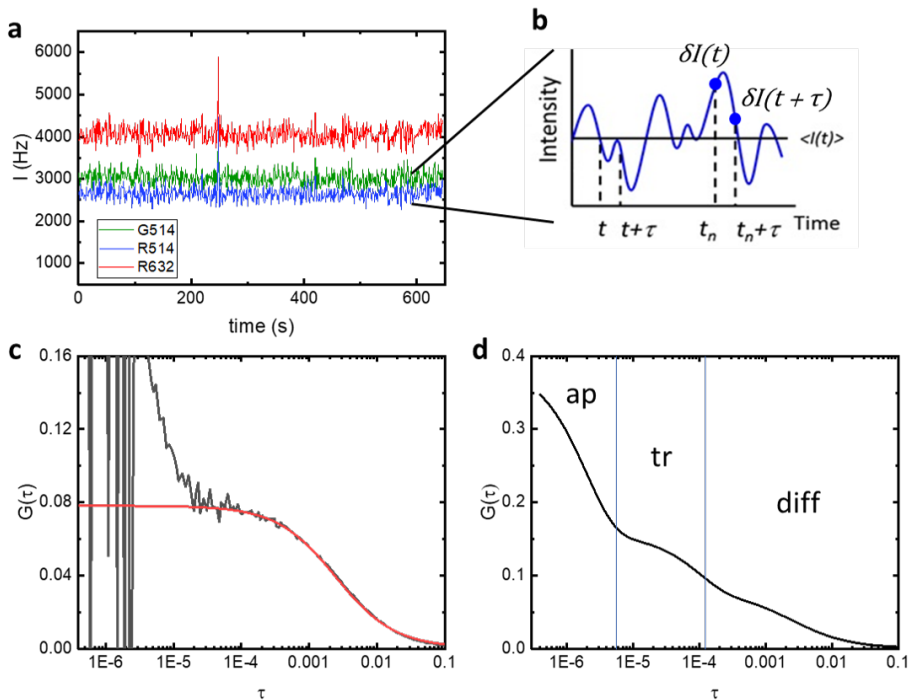 a
6000
5000
4000
3000
2000
1000
I (Hz)
G514
R514
R632
0 200 400 600
time (s)
b
δI(t)
δI(t + τ)
<I(t)>
Intensity
t t+τ tn tn+τ
Time
c
0.16
0.12
0.08
0.04
0.00
G(τ)
1E-6 1E-5 1E-4 0.001 0.01 0.1
τ
d
0.4
0.3
0.2
0.1
0.0
G(τ)
ap
tr
diff
1E-6 1E-5 1E-4 0.001 0.01 0.1
τ